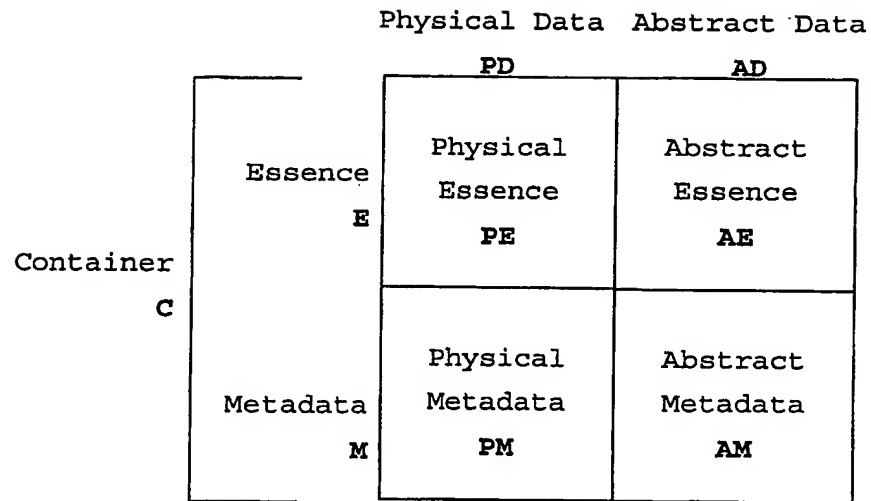 Physical Data Abstract Data
PD AD
Essence
E
Physical
Essence
PE
Abstract
Essence
AE
Container
C
Metadata
M
Physical
Metadata
PM
Abstract
Metadata
AM